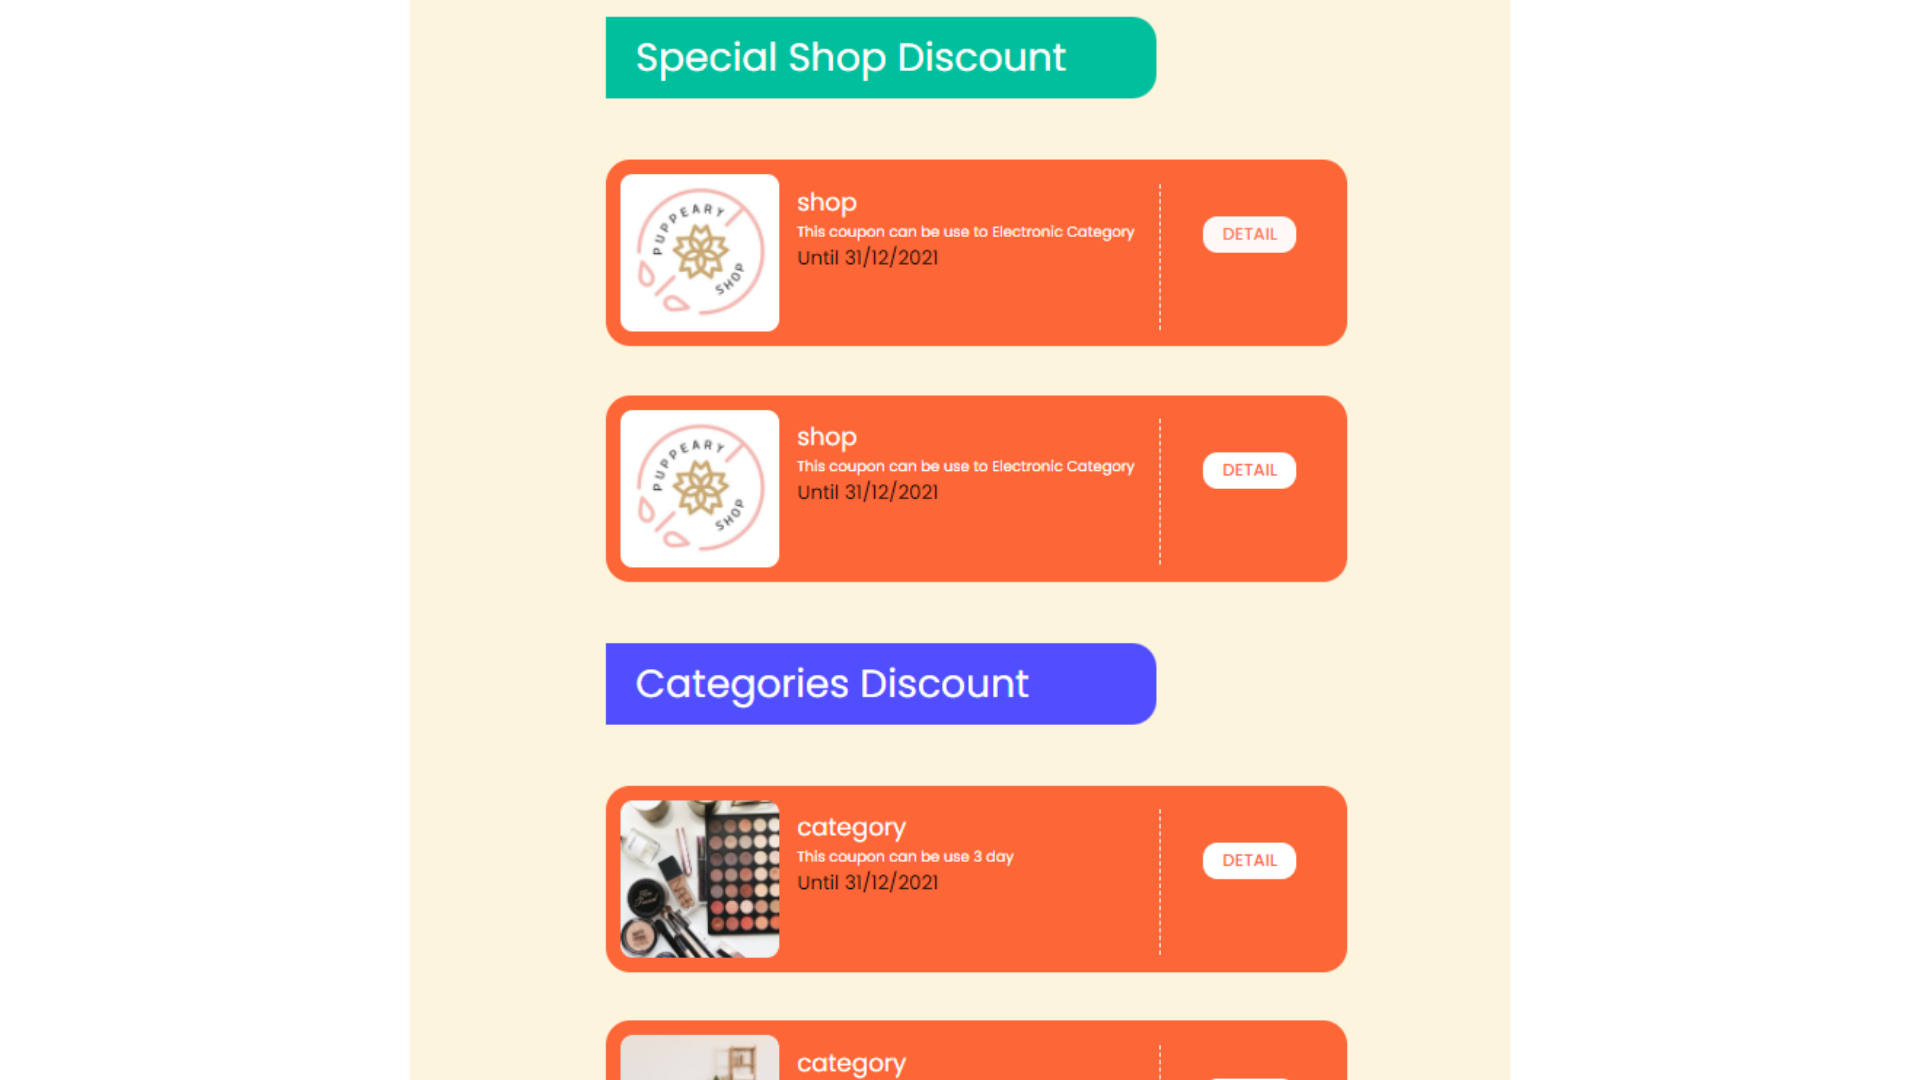 Special Shop Discount
PUPPEARY
SHOP
shop
This coupon can be use to Electronic Category
Until 31/12/2021
DETAIL
PUPPEARY
SHOP
shop
This coupon can be use to Electronic Category
Until 31/12/2021
DETAIL
Categories Discount
category
This coupon can be use 3 day
Until 31/12/2021
DETAIL
category